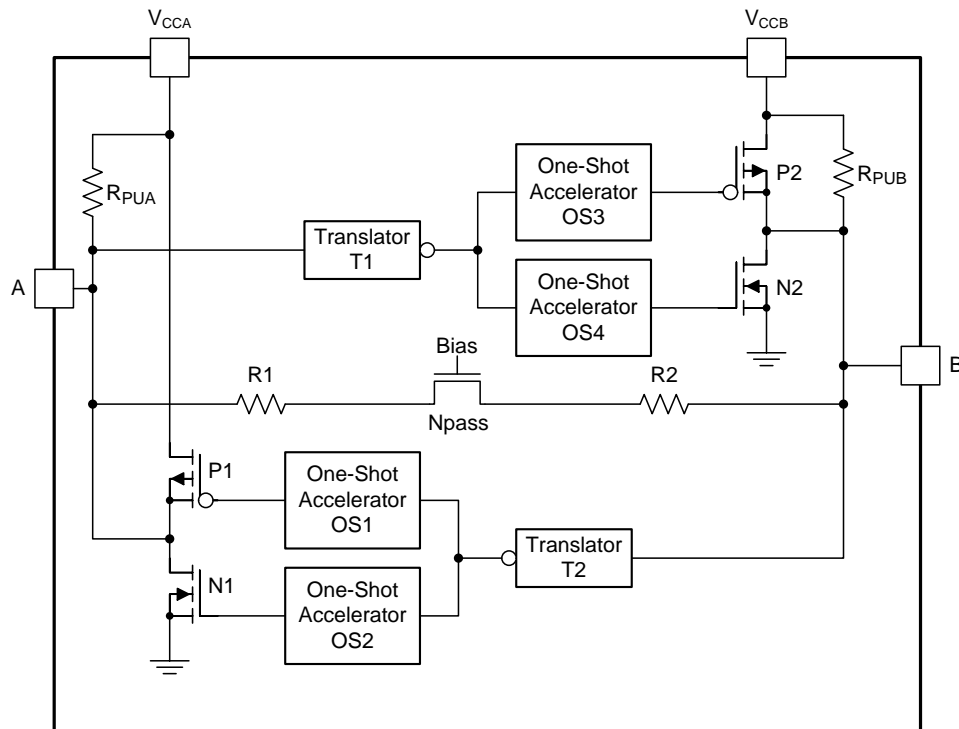 VCCA
VCCB
RPUA
One-Shot
Accelerator
OS3
P2
RPUB
Translator
T1
A
One-Shot
Accelerator
OS4
N2
Bias
B
R1
R2
Npass
P1
One-Shot
Accelerator
OS1
Translator
T2
N1
One-Shot
Accelerator
OS2